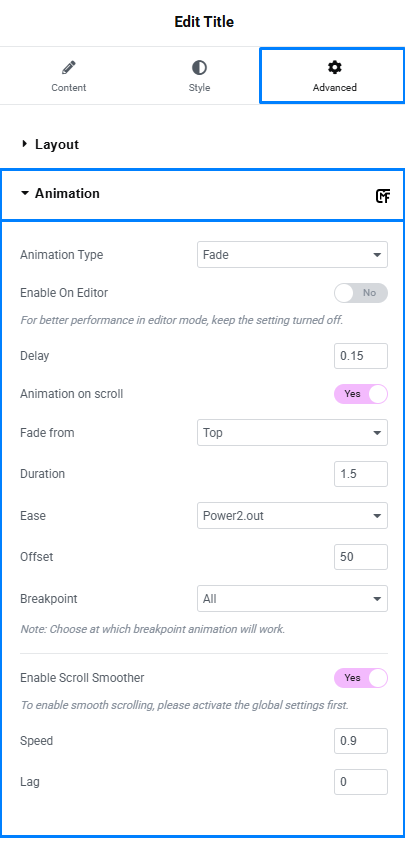 Edit Title
Content
Style
Advanced
Layout
Animation
Animation Type
Fade
Enable On Editor
No
For better performance in editor mode, keep the setting turned off.
Delay
0.15
Animation on scroll
Yes
Fade from
Top
Duration
1.5
Ease
Power2.out
Offset
50
Breakpoint
All
Note: Choose at which breakpoint animation will work.
Enable Scroll Smoother
Yes
To enable smooth scrolling, please activate the global settings first.
Speed
0.9
Lag
0